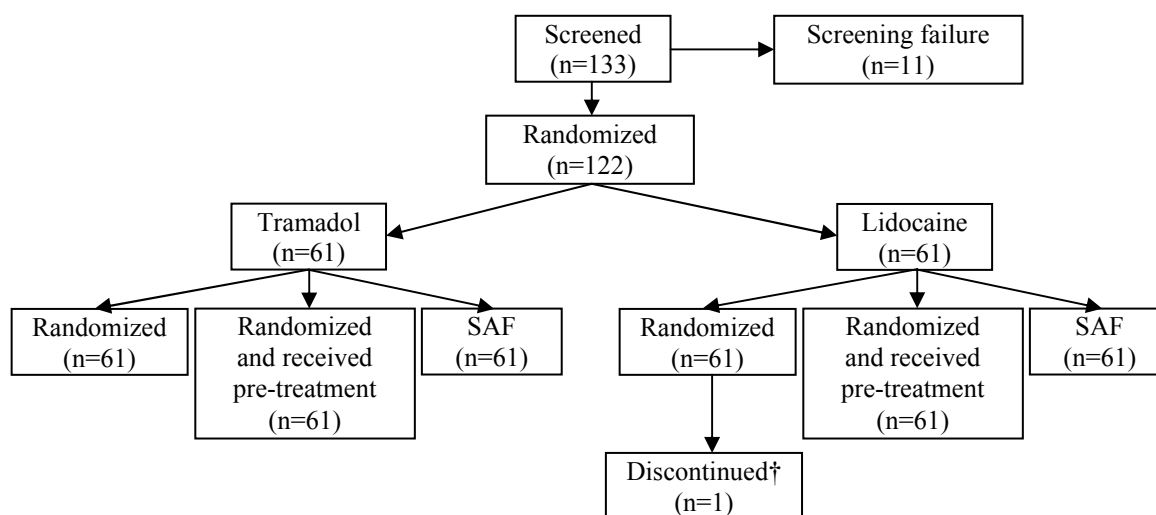 Screened
(n=133)
Screening failure
(n=11)
Randomized
(n=122)
Tramadol
(n=61)
Lidocaine
(n=61)
Randomized
(n=61)
Randomized
and received
pre-treatment
(n=61)
SAF
(n=61)
Randomized
(n=61)
Randomized
and received
pre-treatment
(n=61)
SAF
(n=61)
Discontinued†
(n=1)